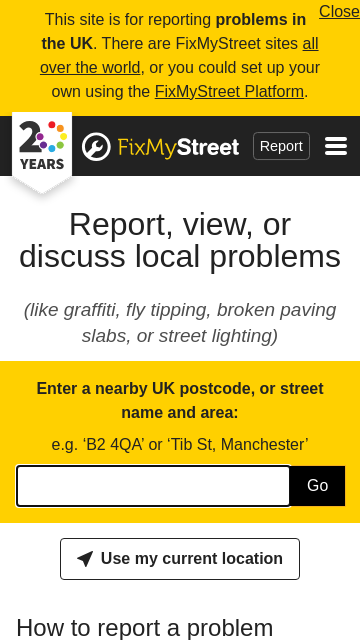 This site is for reporting problems in
Close
the UK. There are FixMyStreet sites all
over the world, or you could set up your
own using the FixMyStreet Platform.
20
YEARS
FixMyStreet
Report
Report, view, or
discuss local problems
(like graffiti, fly tipping, broken paving
slabs, or street lighting)
Enter a nearby UK postcode, or street
name and area:
e.g. ‘B2 4QA’ or ‘Tib St, Manchester’
Go
Use my current location
How to report a problem